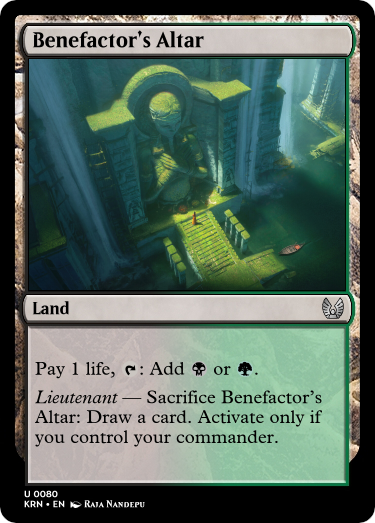 Benefactor's Altar
Land
Pay 1 life, {T}: Add {B} or {G}.
Lieutenant — Sacrifice Benefactor's
Altar: Draw a card. Activate only if
you control your commander.
U 0080
KRN • EN Raja Nandepu